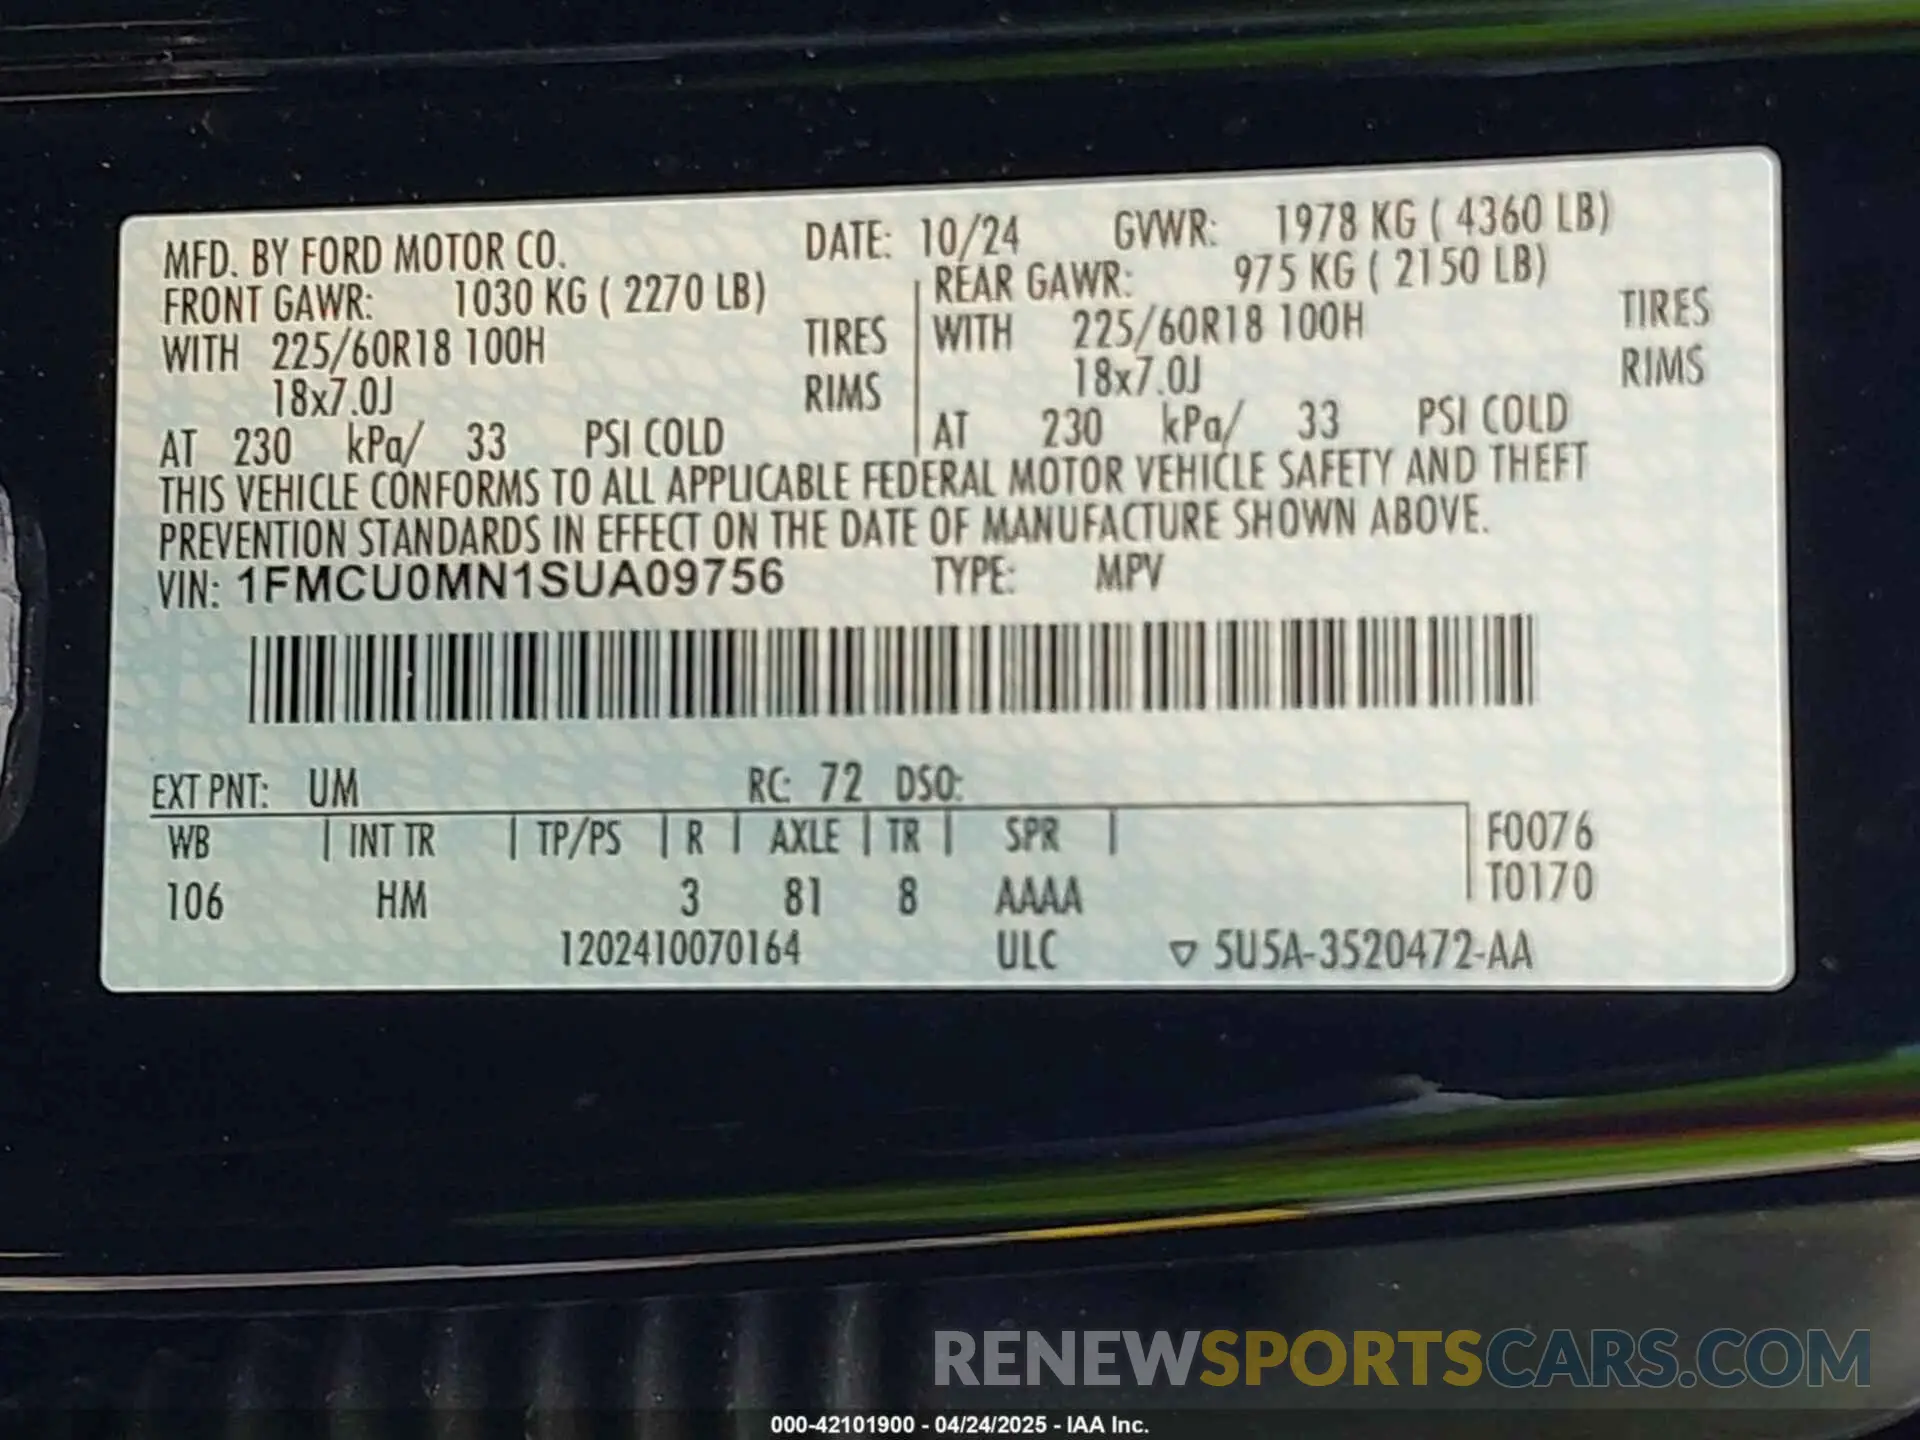 MFD. BY FORD MOTOR CO. DATE: 10/24 GVWR: 1978 KG ( 4360 LB)
FRONT GAWR: 1030 KG ( 2270 LB) REAR GAWR: 975 KG ( 2150 LB)
WITH 225/60R18 100H TIRES WITH 225/60R18 100H TIRES
18x7.0J RIMS 18x7.0J RIMS
AT 230 kPa/ 33 PSI COLD AT 230 kPa/ 33 PSI COLD
THIS VEHICLE CONFORMS TO ALL APPLICABLE FEDERAL MOTOR VEHICLE SAFETY AND THEFT
PREVENTION STANDARDS IN EFFECT ON THE DATE OF MANUFACTURE SHOWN ABOVE.
VIN: 1FMCU0MN1SUA09756 TYPE: MPV
EXT PNT: UM RC: 72 DSO:
WB | INT TR | TP/PS | R | AXLE | TR | SPR | F0076
T0170
106 HM 3 81 8 AAAA
1202410070164 ULC ▽ 5U5A-3520472-AA
RENEWSPORTSCARS.COM
000-42101900 - 04/24/2025 - IAA Inc.